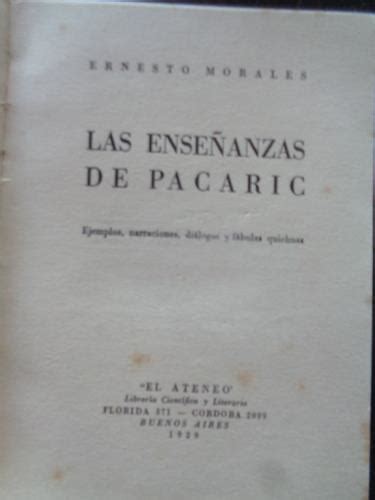 ERNESTO MORALES
LAS ENSEÑANZAS
DE PACARIC
Ejemplos, narraciones, diálogos y fábulas quichuas
"EL ATENEO"
Librería Científica y Literaria
FLORIDA 371 — CORDOBA 2099
BUENOS AIRES
1929